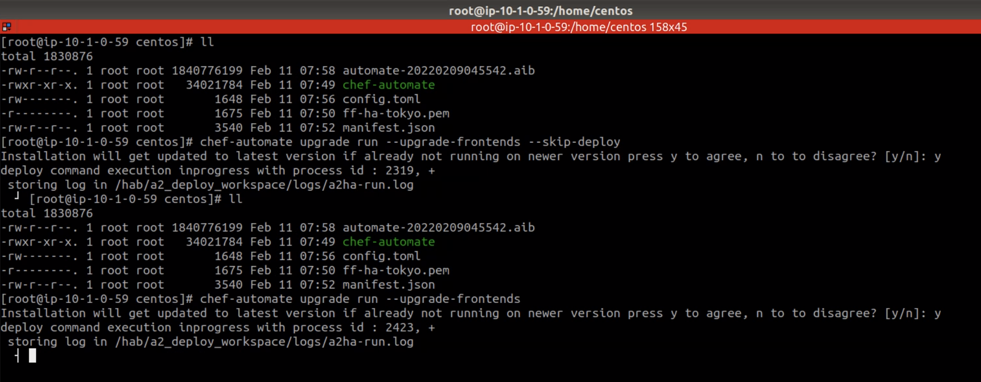 root@ip-10-1-0-59:/home/centos
root@ip-10-1-0-59:/home/centos 158x45
[root@ip-10-1-0-59 centos]# ll
total 1830876
-rw-r--r--. 1 root root 1840776199 Feb 11 07:58 automate-20220209045542.aib
-rwxr-xr-x. 1 root root   34021784 Feb 11 07:49 chef-automate
-rw-------. 1 root root       1648 Feb 11 07:56 config.toml
-r--------. 1 root root       1675 Feb 11 07:50 ff-ha-tokyo.pem
-rw-r--r--. 1 root root       3540 Feb 11 07:52 manifest.json
[root@ip-10-1-0-59 centos]# chef-automate upgrade run --upgrade-frontends --skip-deploy
Installation will get updated to latest version if already not running on newer version press y to agree, n to to disagree? [y/n]: y
deploy command execution inprogress with process id : 2319, +
 storing log in /hab/a2_deploy_workspace/logs/a2ha-run.log
  ┘ [root@ip-10-1-0-59 centos]# ll
total 1830876
-rw-r--r--. 1 root root 1840776199 Feb 11 07:58 automate-20220209045542.aib
-rwxr-xr-x. 1 root root   34021784 Feb 11 07:49 chef-automate
-rw-------. 1 root root       1648 Feb 11 07:56 config.toml
-r--------. 1 root root       1675 Feb 11 07:50 ff-ha-tokyo.pem
-rw-r--r--. 1 root root       3540 Feb 11 07:52 manifest.json
[root@ip-10-1-0-59 centos]# chef-automate upgrade run --upgrade-frontends
Installation will get updated to latest version if already not running on newer version press y to agree, n to to disagree? [y/n]: y
deploy command execution inprogress with process id : 2423, +
 storing log in /hab/a2_deploy_workspace/logs/a2ha-run.log
  ┤